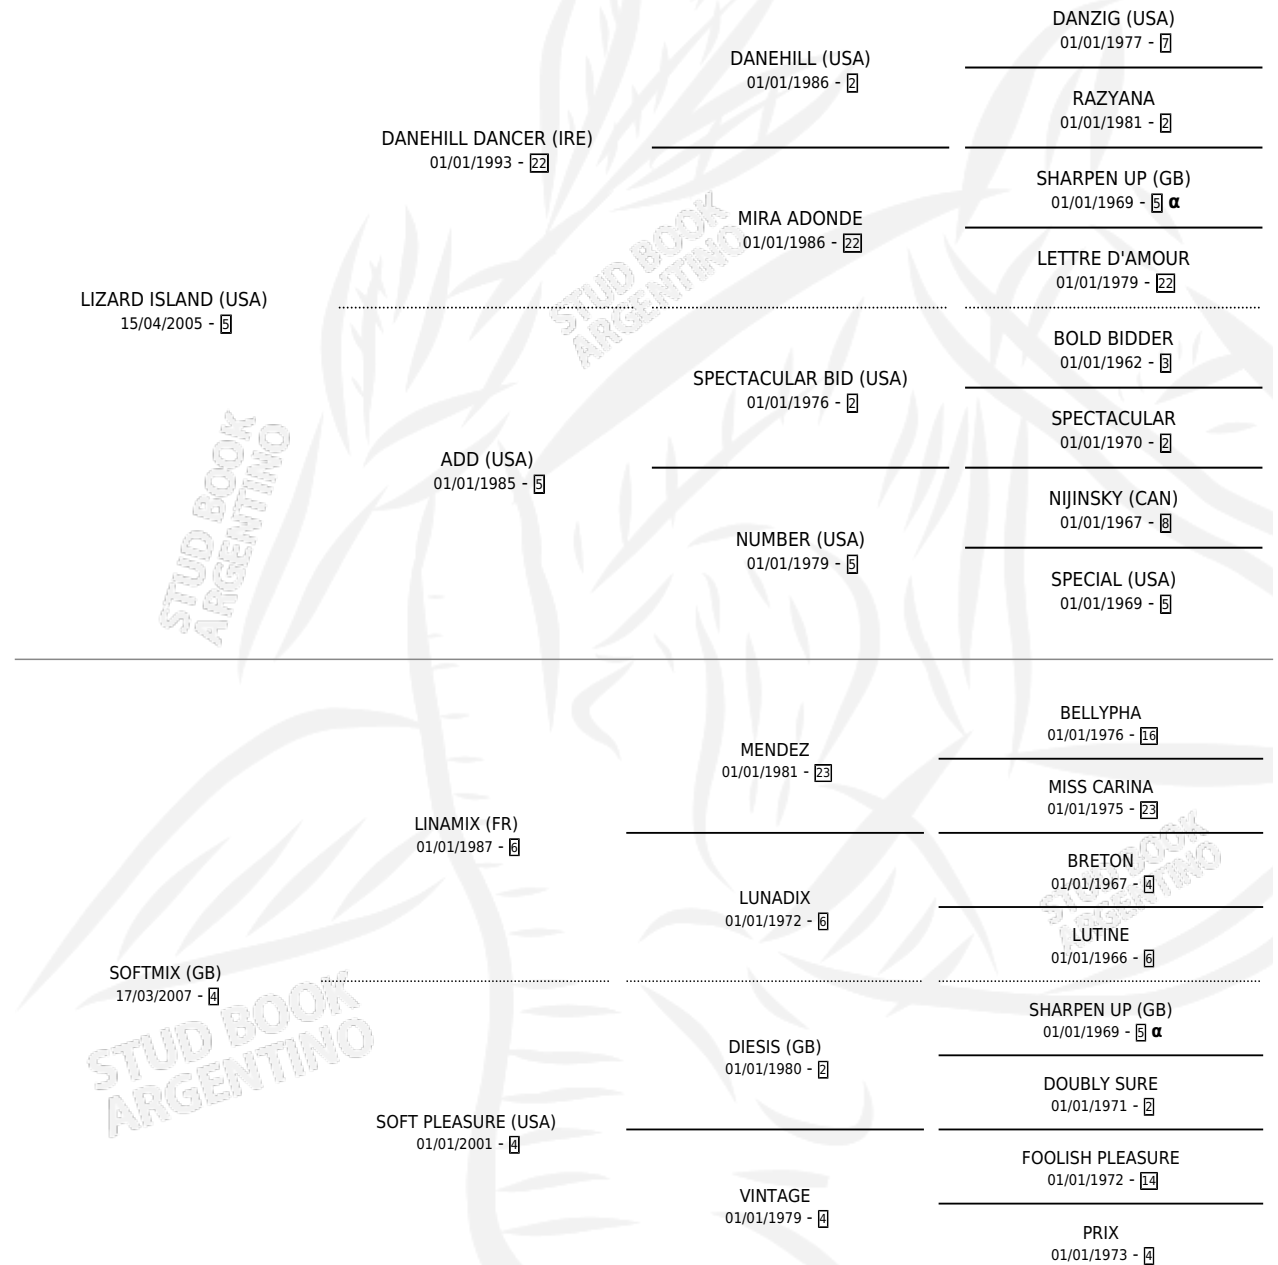 DANZIG (USA)
01/01/1977 - 7
DANEHILL (USA)
01/01/1986 - 2
RAZYANA
01/01/1981 - 2
DANEHILL DANCER (IRE)
01/01/1993 - 22
SHARPEN UP (GB)
01/01/1969 - 5 α
MIRA ADONDE
01/01/1986 - 22
LETTRE D'AMOUR
01/01/1979 - 22
LIZARD ISLAND (USA)
15/04/2005 - 5
BOLD BIDDER
01/01/1962 - 3
SPECTACULAR BID (USA)
01/01/1976 - 2
SPECTACULAR
01/01/1970 - 2
ADD (USA)
01/01/1985 - 5
NIJINSKY (CAN)
01/01/1967 - 8
NUMBER (USA)
01/01/1979 - 5
SPECIAL (USA)
01/01/1969 - 5
BELLYPHA
01/01/1976 - 16
MENDEZ
01/01/1981 - 23
MISS CARINA
01/01/1975 - 23
LINAMIX (FR)
01/01/1987 - 6
BRETON
01/01/1967 - 4
LUNADIX
01/01/1972 - 6
LUTINE
01/01/1966 - 6
SOFTMIX (GB)
17/03/2007 - 4
SHARPEN UP (GB)
01/01/1969 - 5 α
DIESIS (GB)
01/01/1980 - 2
DOUBLY SURE
01/01/1971 - 2
SOFT PLEASURE (USA)
01/01/2001 - 4
FOOLISH PLEASURE
01/01/1972 - 14
VINTAGE
01/01/1979 - 4
PRIX
01/01/1973 - 4
STUD BOOK
ARGENTINO
STUD BOOK
ARGENTINO
STUD BOOK
ARGENTINO
STUD BOOK
ARGENTINO